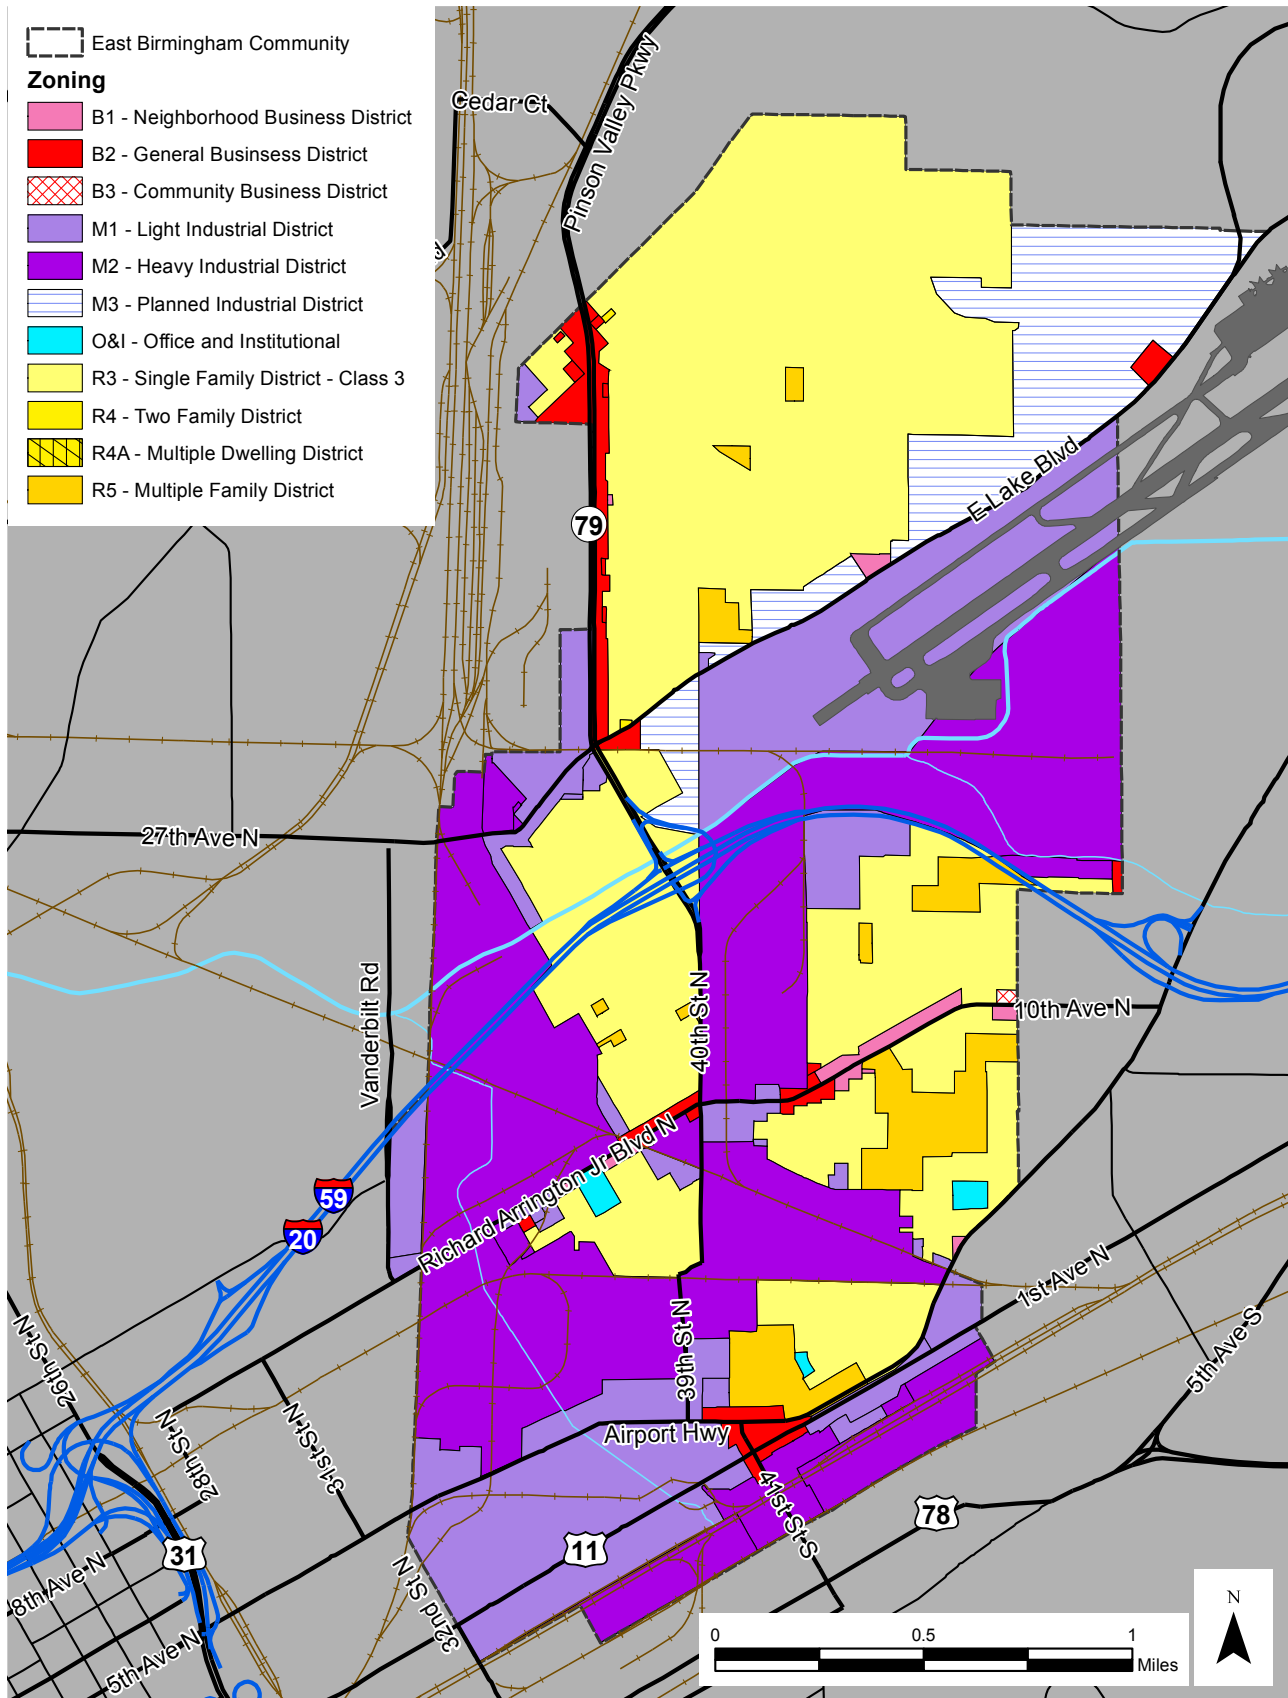 East Birmingham Community
Zoning
B1 - Neighborhood Business District
B2 - General Businsess District
B3 - Community Business District
M1 - Light Industrial District
M2 - Heavy Industrial District
M3 - Planned Industrial District
O&I - Office and Institutional
R3 - Single Family District - Class 3
R4 - Two Family District
R4A - Multiple Dwelling District
R5 - Multiple Family District
Cedar Ct
Pinson Valley Pkwy
79
E Lake Blvd
27th Ave N
Vanderbilt Rd
40th St N
10th Ave N
59
20
Richard Arrington Jr Blvd N
1st Ave N
26th St N
28th St N
31st St N
39th St N
5th Ave S
Airport Hwy
41st St S
78
11
31
8th Ave N
5th Ave N
32nd St N
0
0.5
1
Miles
N